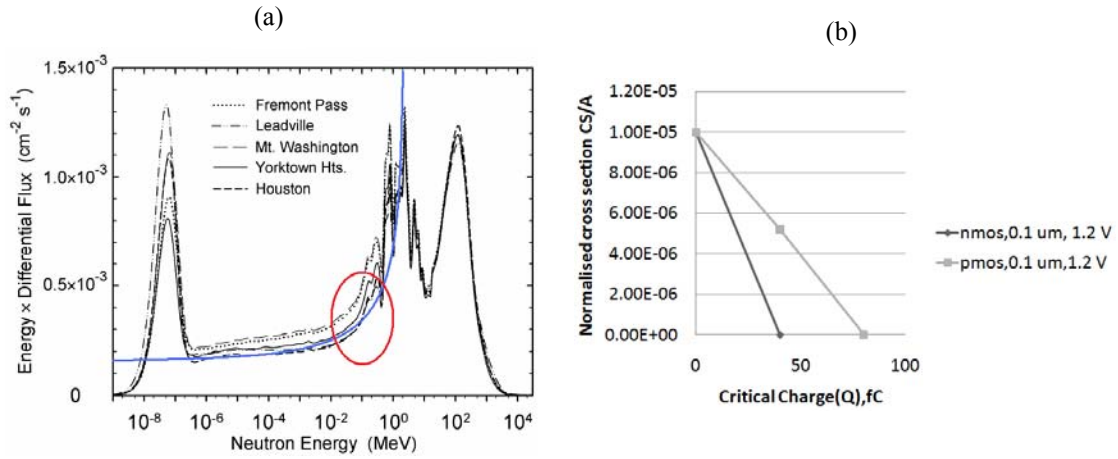 (a)
1.5×10⁻³
1.0×10⁻³
0.5×10⁻³
0
Energy × Differential Flux (cm⁻² s⁻¹)
Fremont Pass
Leadville
Mt. Washington
Yorktown Hts.
Houston
10⁻⁸ 10⁻⁶ 10⁻⁴ 10⁻² 10⁰ 10² 10⁴
Neutron Energy (MeV)
(b)
Normalised cross section CS/A
1.20E-05
1.00E-05
8.00E-06
6.00E-06
4.00E-06
2.00E-06
0.00E+00
0 50 100
Critical Charge(Q),fC
nmos,0.1 um, 1.2 V
pmos,0.1 um,1.2 V